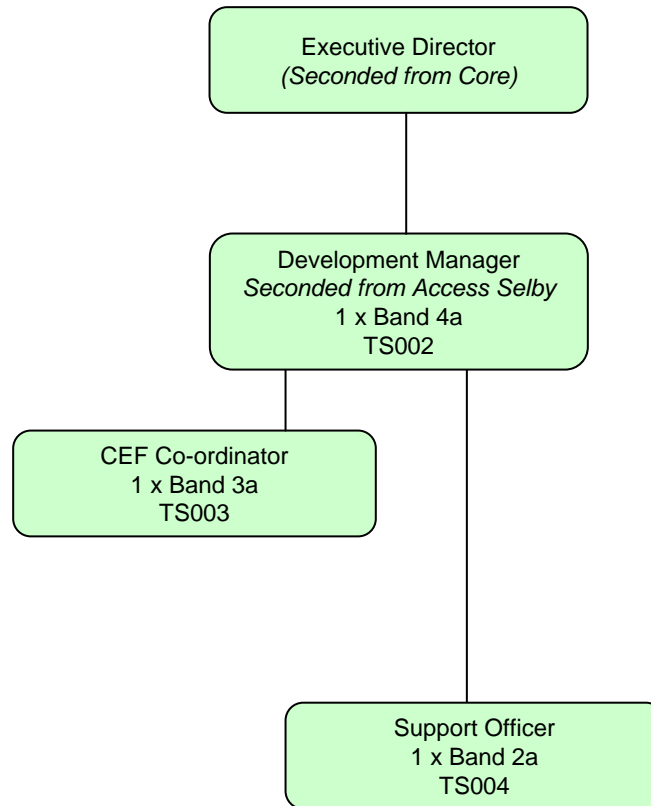 Executive Director
(Seconded from Core)
Development Manager
Seconded from Access Selby
1 x Band 4a
TS002
CEF Co-ordinator
1 x Band 3a
TS003
Support Officer
1 x Band 2a
TS004